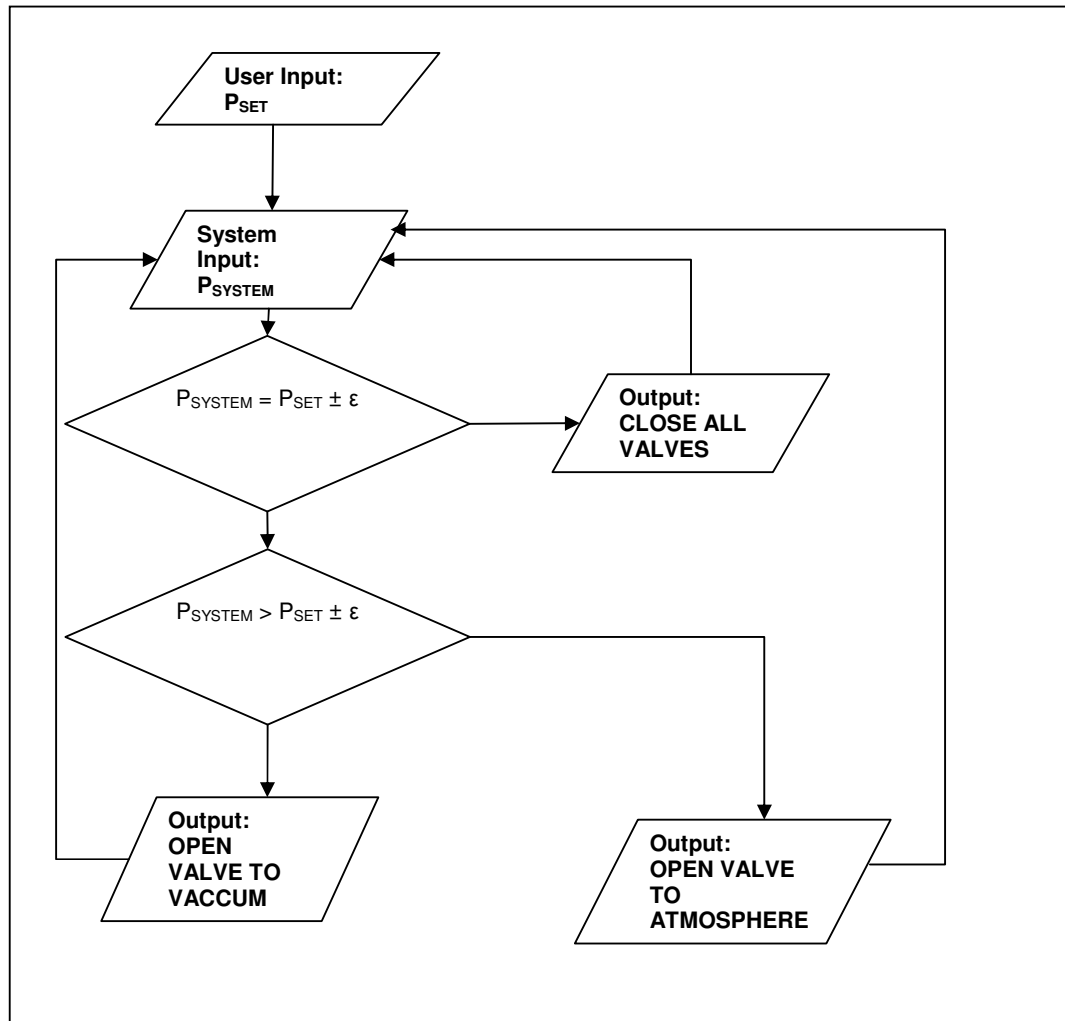 User Input:
PSET
System
Input:
PSYSTEM
PSYSTEM = PSET ± ε
Output:
CLOSE ALL
VALVES
PSYSTEM > PSET ± ε
Output:
OPEN
VALVE TO
VACCUM
Output:
OPEN VALVE
TO
ATMOSPHERE